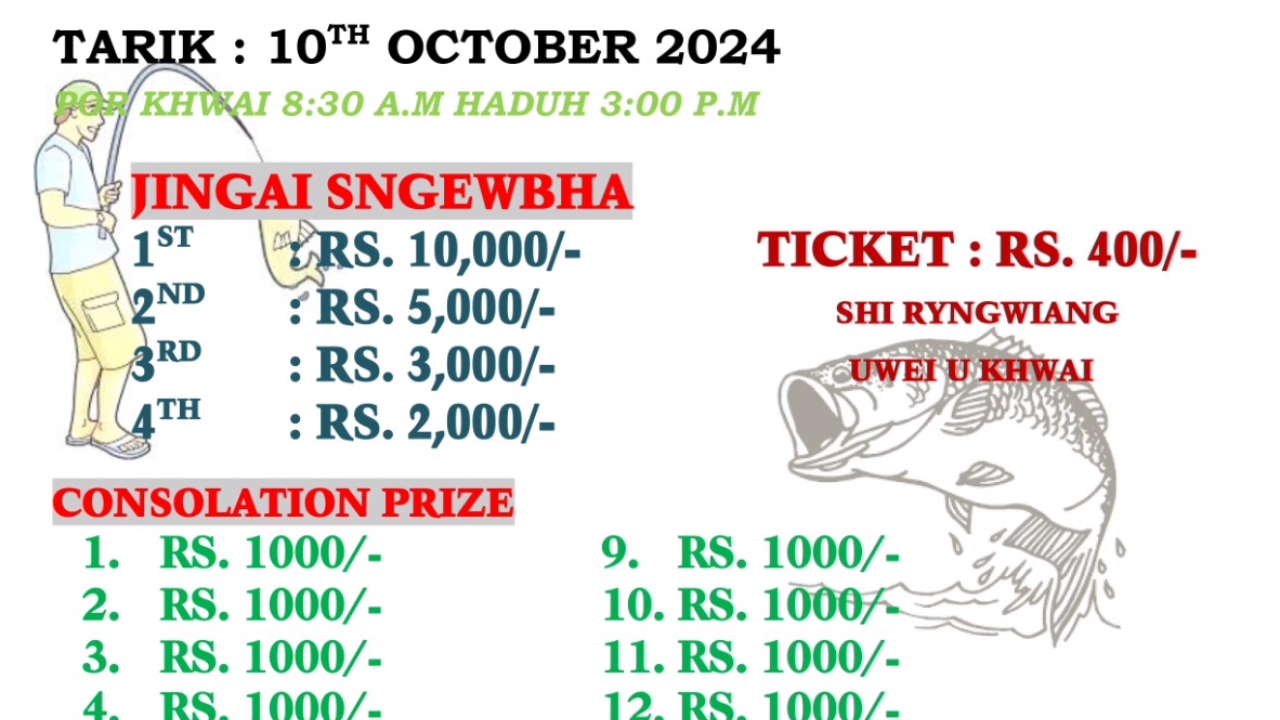 TARIK : 10TH OCTOBER 2024
POR KHWAI 8:30 A.M HADUH 3:00 P.M
JINGAI SNGEWBHA
1ST : RS. 10,000/-
2ND : RS. 5,000/-
3RD : RS. 3,000/-
4TH : RS. 2,000/-
TICKET : RS. 400/-
SHI RYNGWIANG
UWEI U KHWAI
CONSOLATION PRIZE
1. RS. 1000/-
2. RS. 1000/-
3. RS. 1000/-
4. RS. 1000/-
9. RS. 1000/-
10. RS. 1000/-
11. RS. 1000/-
12. RS. 1000/-